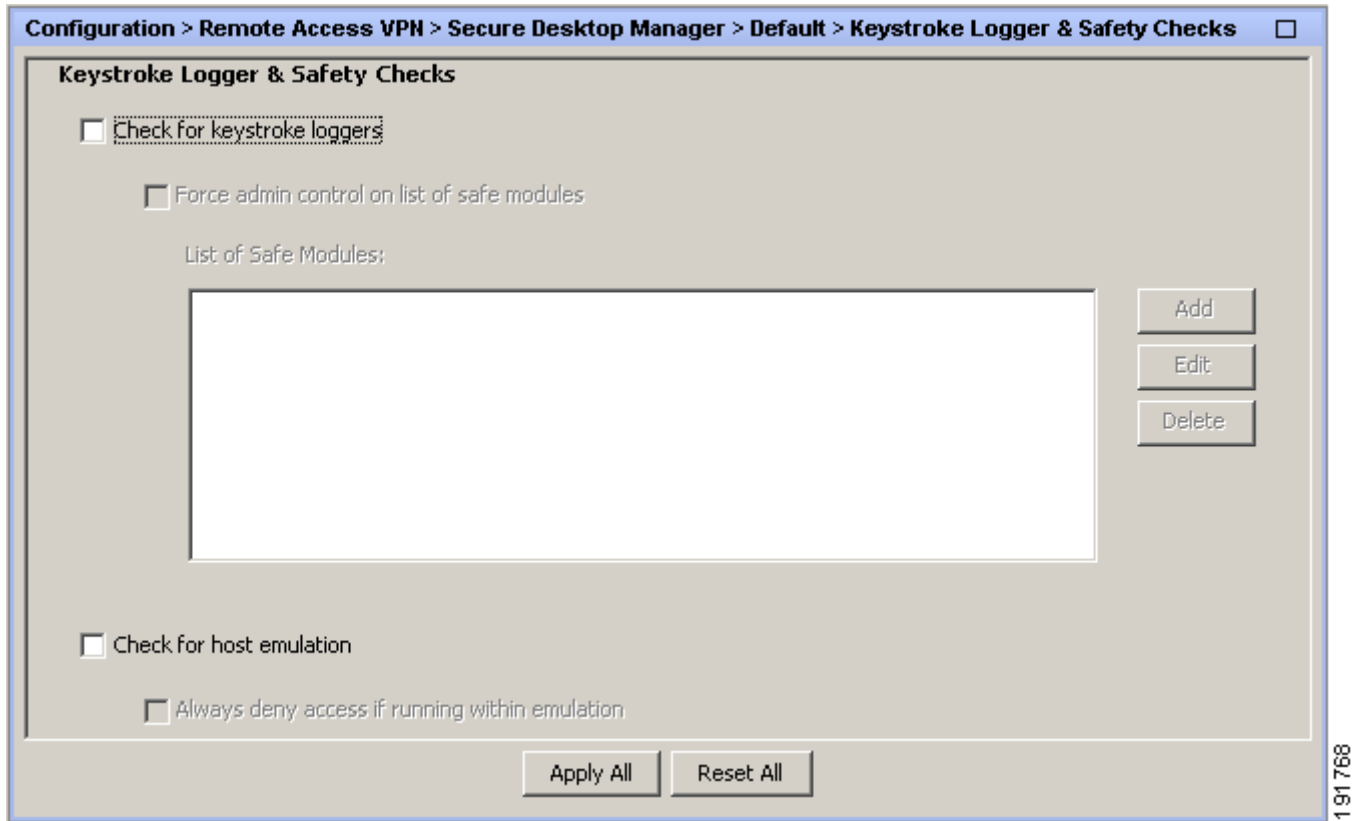 Configuration > Remote Access VPN > Secure Desktop Manager > Default > Keystroke Logger & Safety Checks
Keystroke Logger & Safety Checks
Check for keystroke loggers
Force admin control on list of safe modules
List of Safe Modules:
Add
Edit
Delete
Check for host emulation
Always deny access if running within emulation
Apply All
Reset All
191768